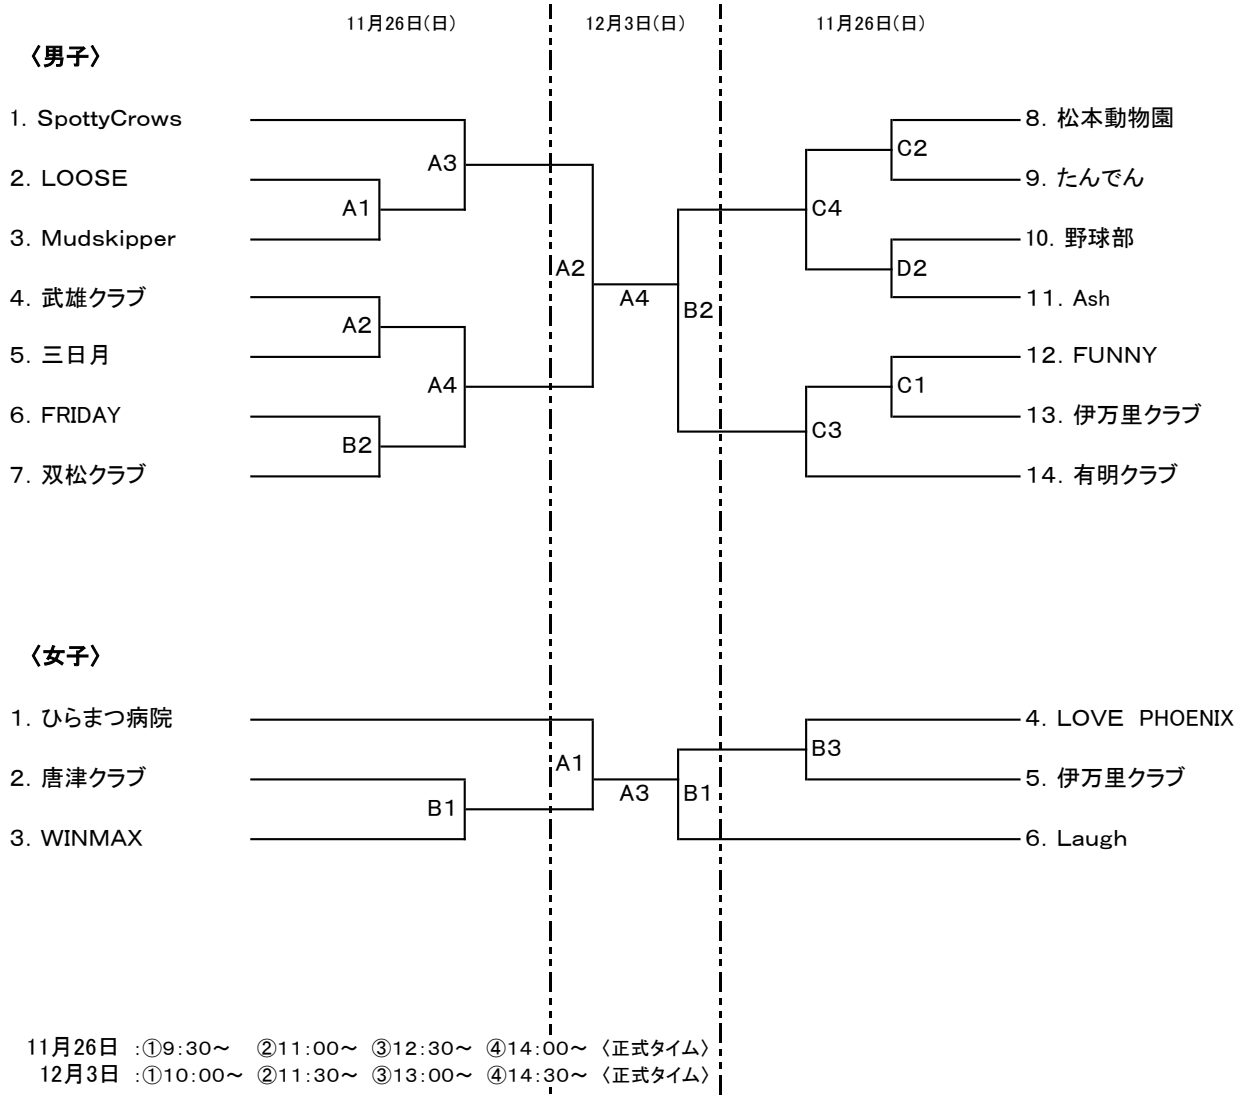 11月26日(日) 12月3日(日) 11月26日(日)
〈男子〉
1. SpottyCrows
2. LOOSE
3. Mudskipper
4. 武雄クラブ
5. 三日月
6. FRIDAY
7. 双松クラブ
A3
A1
A2
A4
B2
A2
A4
B2
C2
C4
D2
C1
C3
8. 松本動物園
9. たんでん
10. 野球部
11. Ash
12. FUNNY
13. 伊万里クラブ
14. 有明クラブ
〈女子〉
1. ひらまつ病院
2. 唐津クラブ
3. WINMAX
B1
A1
A3
B1
B3
4. LOVE PHOENIX
5. 伊万里クラブ
6. Laugh
11月26日 :①9:30～ ②11:00～ ③12:30～ ④14:00～ 〈正式タイム〉
12月3日 :①10:00～ ②11:30～ ③13:00～ ④14:30～ 〈正式タイム〉